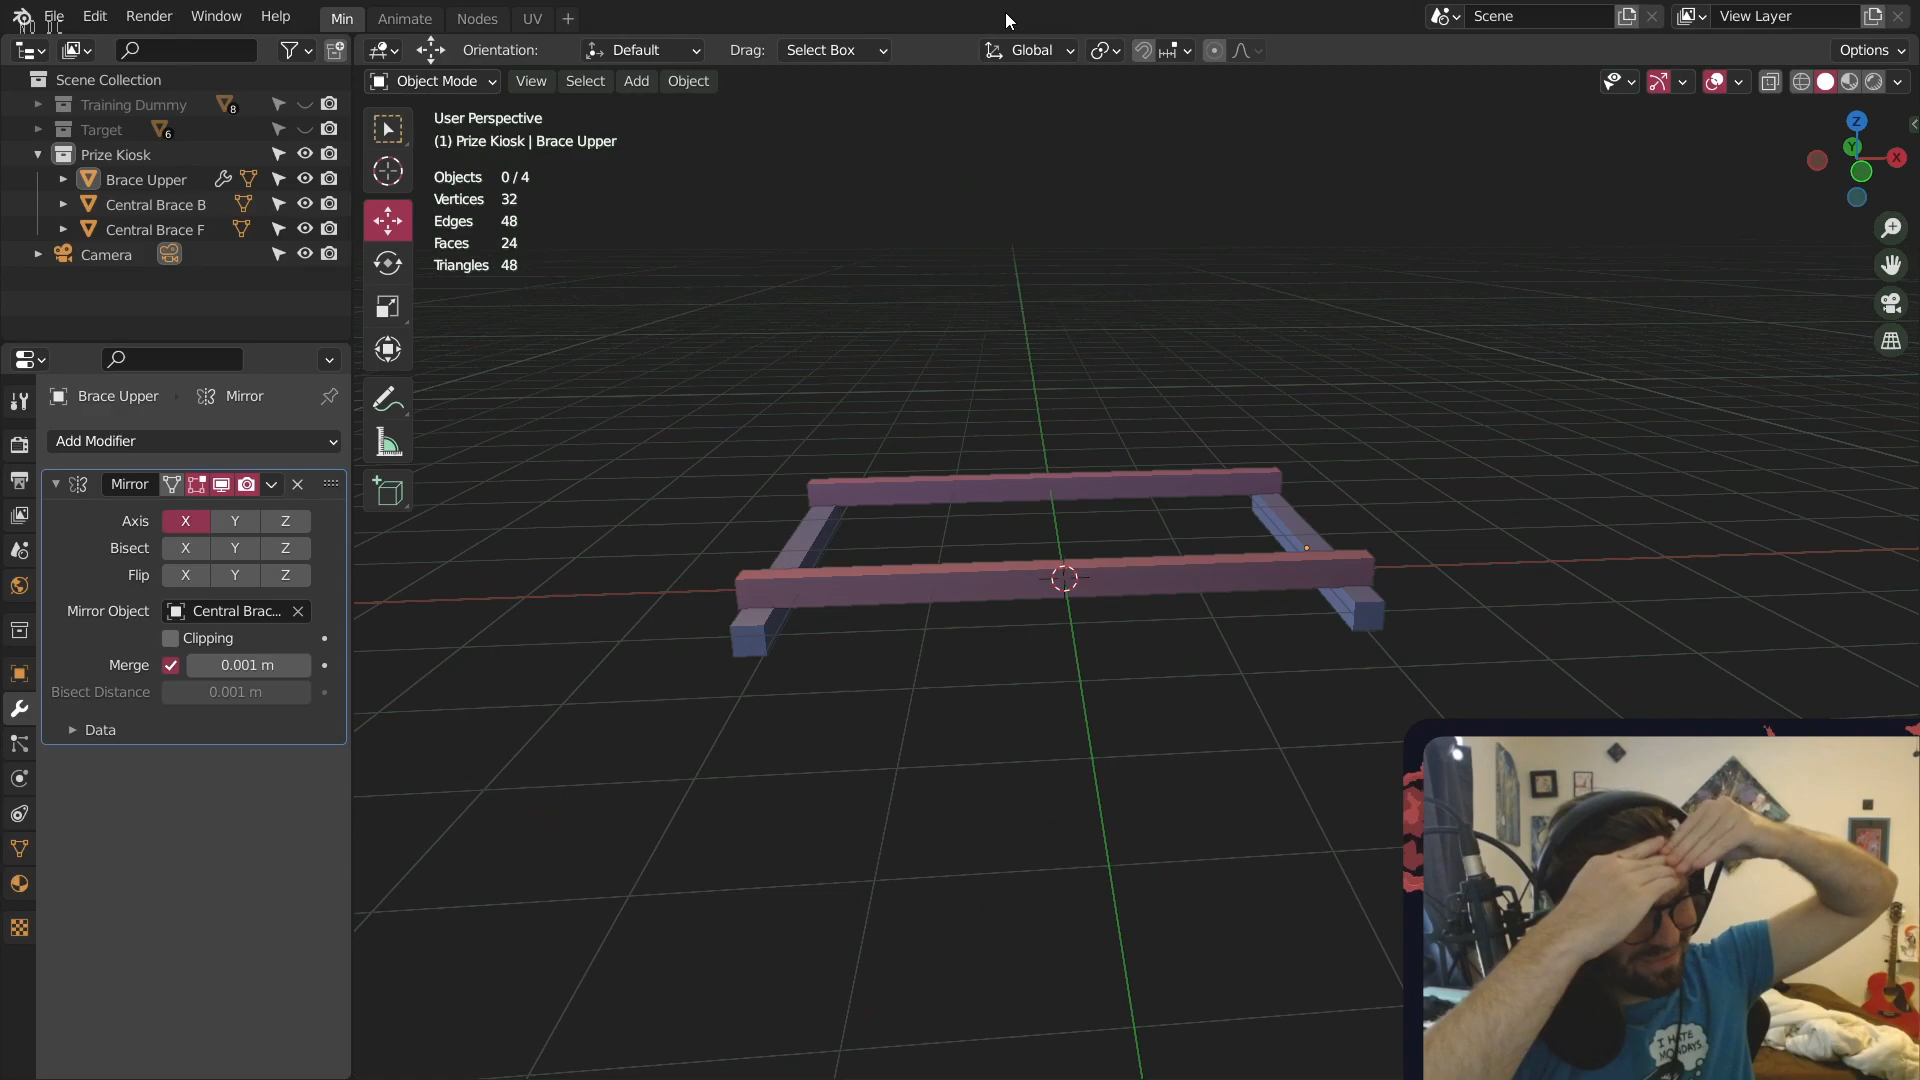 File Edit Render Window Help Min Animate Nodes UV Scene View Layer
Orientation: Default Drag: Select Box Global Options
Object Mode View Select Add Object
Scene Collection
Training Dummy 8
Target 6
Prize Kiosk
Brace Upper
Central Brace B
Central Brace F
Camera
User Perspective
(1) Prize Kiosk | Brace Upper
Objects 0 / 4
Vertices 32
Edges 48
Faces 24
Triangles 48
Z
Y
X
Brace Upper Mirror
Add Modifier
Mirror
Axis X Y Z
Bisect X Y Z
Flip X Y Z
Mirror Object Central Brac...
Clipping
Merge 0.001 m
Bisect Distance 0.001 m
Data
I HATE
MONDAYS